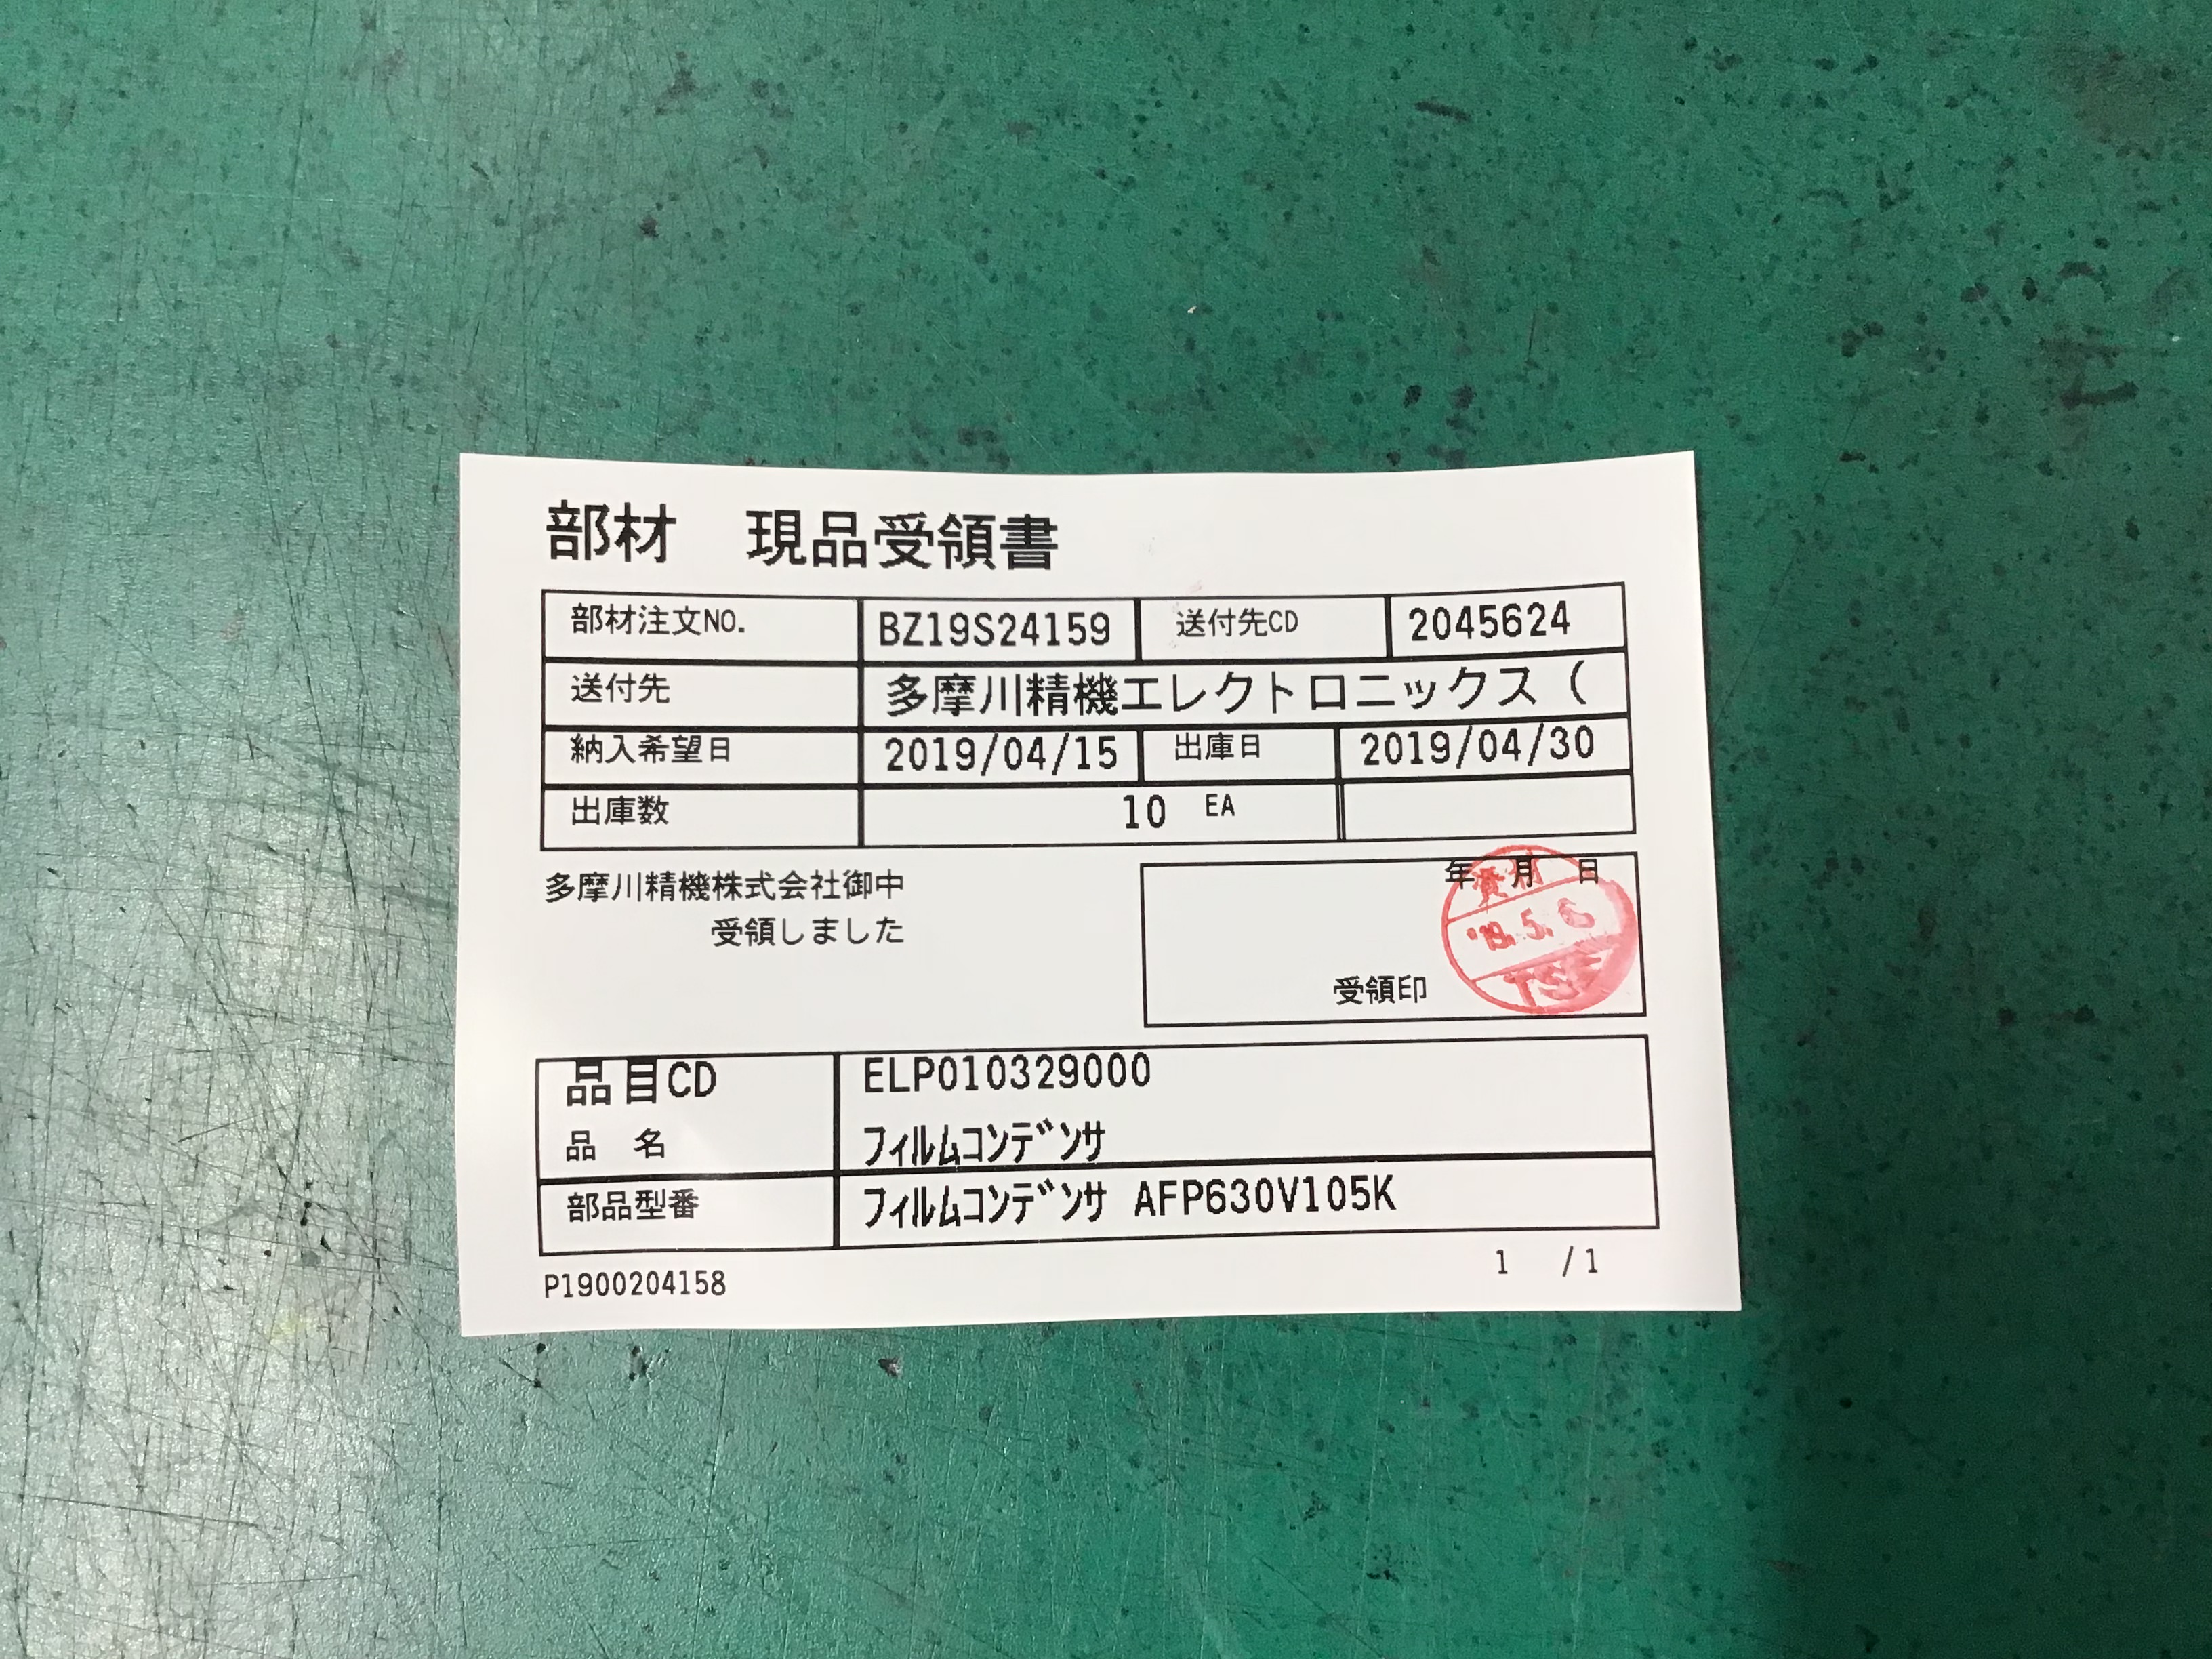 部材　現品受領書
部材注文NO. BZ19S24159 送付先CD 2045624
送付先 多摩川精機エレクトロニックス（
納入希望日 2019/04/15 出庫日 2019/04/30
出庫数 10 EA
多摩川精機株式会社御中
受領しました
年 月 日
受領印
品目CD ELP010329000
品 名 ﾌｨﾙﾑｺﾝﾃﾞﾝｻ
部品型番 ﾌｨﾙﾑｺﾝﾃﾞﾝｻ AFP630V105K
P1900204158 1 /1